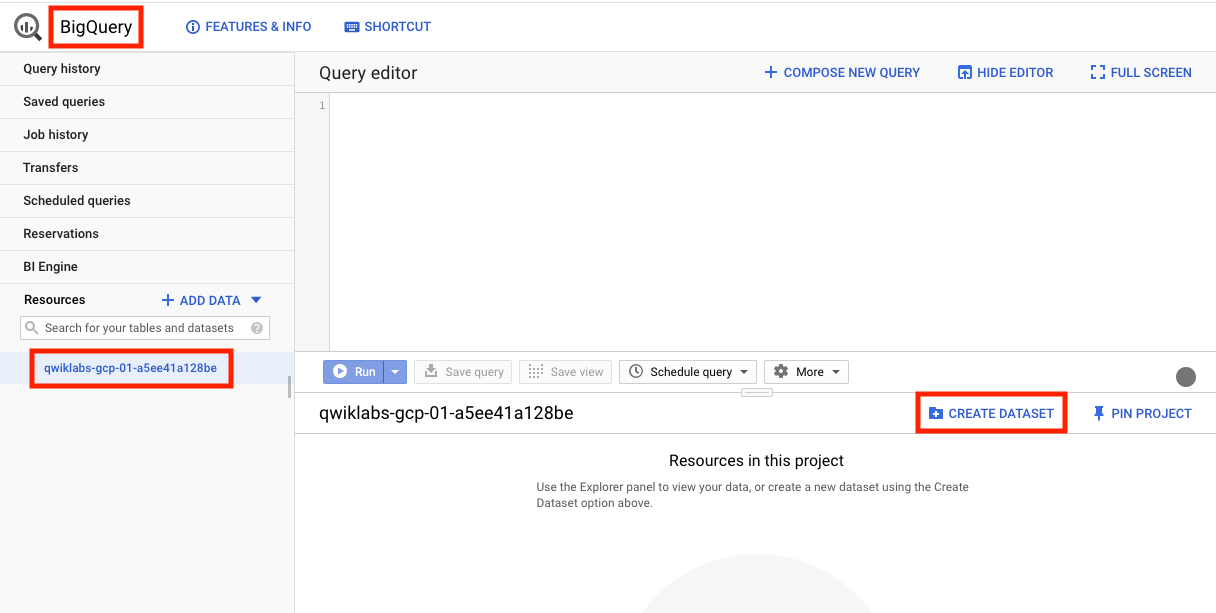 BigQuery
FEATURES & INFO
SHORTCUT
Query history
Saved queries
Job history
Transfers
Scheduled queries
Reservations
BI Engine
Resources
ADD DATA
Search for your tables and datasets
qwiklabs-gcp-01-a5ee41a128be
Query editor
COMPOSE NEW QUERY
HIDE EDITOR
FULL SCREEN
1
Run
Save query
Save view
Schedule query
More
qwiklabs-gcp-01-a5ee41a128be
CREATE DATASET
PIN PROJECT
Resources in this project
Use the Explorer panel to view your data, or create a new dataset using the Create
Dataset option above.